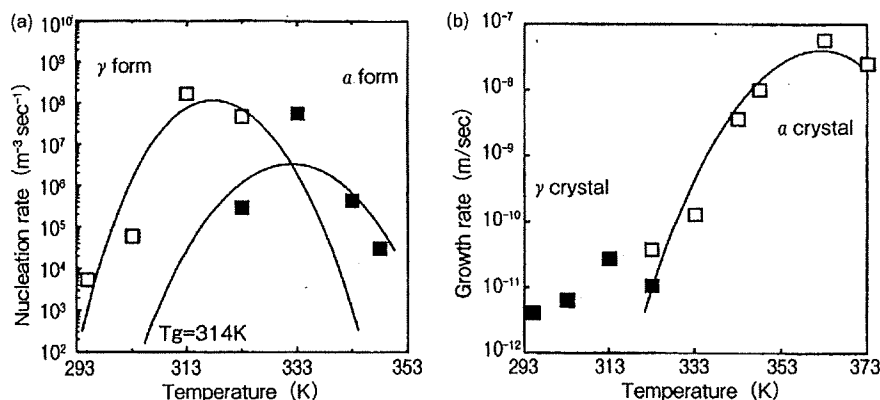 (a)
10¹
10⁹
10⁸
10⁷
10⁶
10⁵
10⁴
10³
10²
Nucleation rate (m⁻³ sec⁻¹)
γ form
α form
Tg=314K
293
313
333
353
Temperature (K)
(b)
10⁻⁷
10⁻⁸
10⁻⁹
10⁻¹⁰
10⁻¹¹
10⁻¹²
Growth rate (m/sec)
γ crystal
α crystal
293
313
333
353
373
Temperature (K)